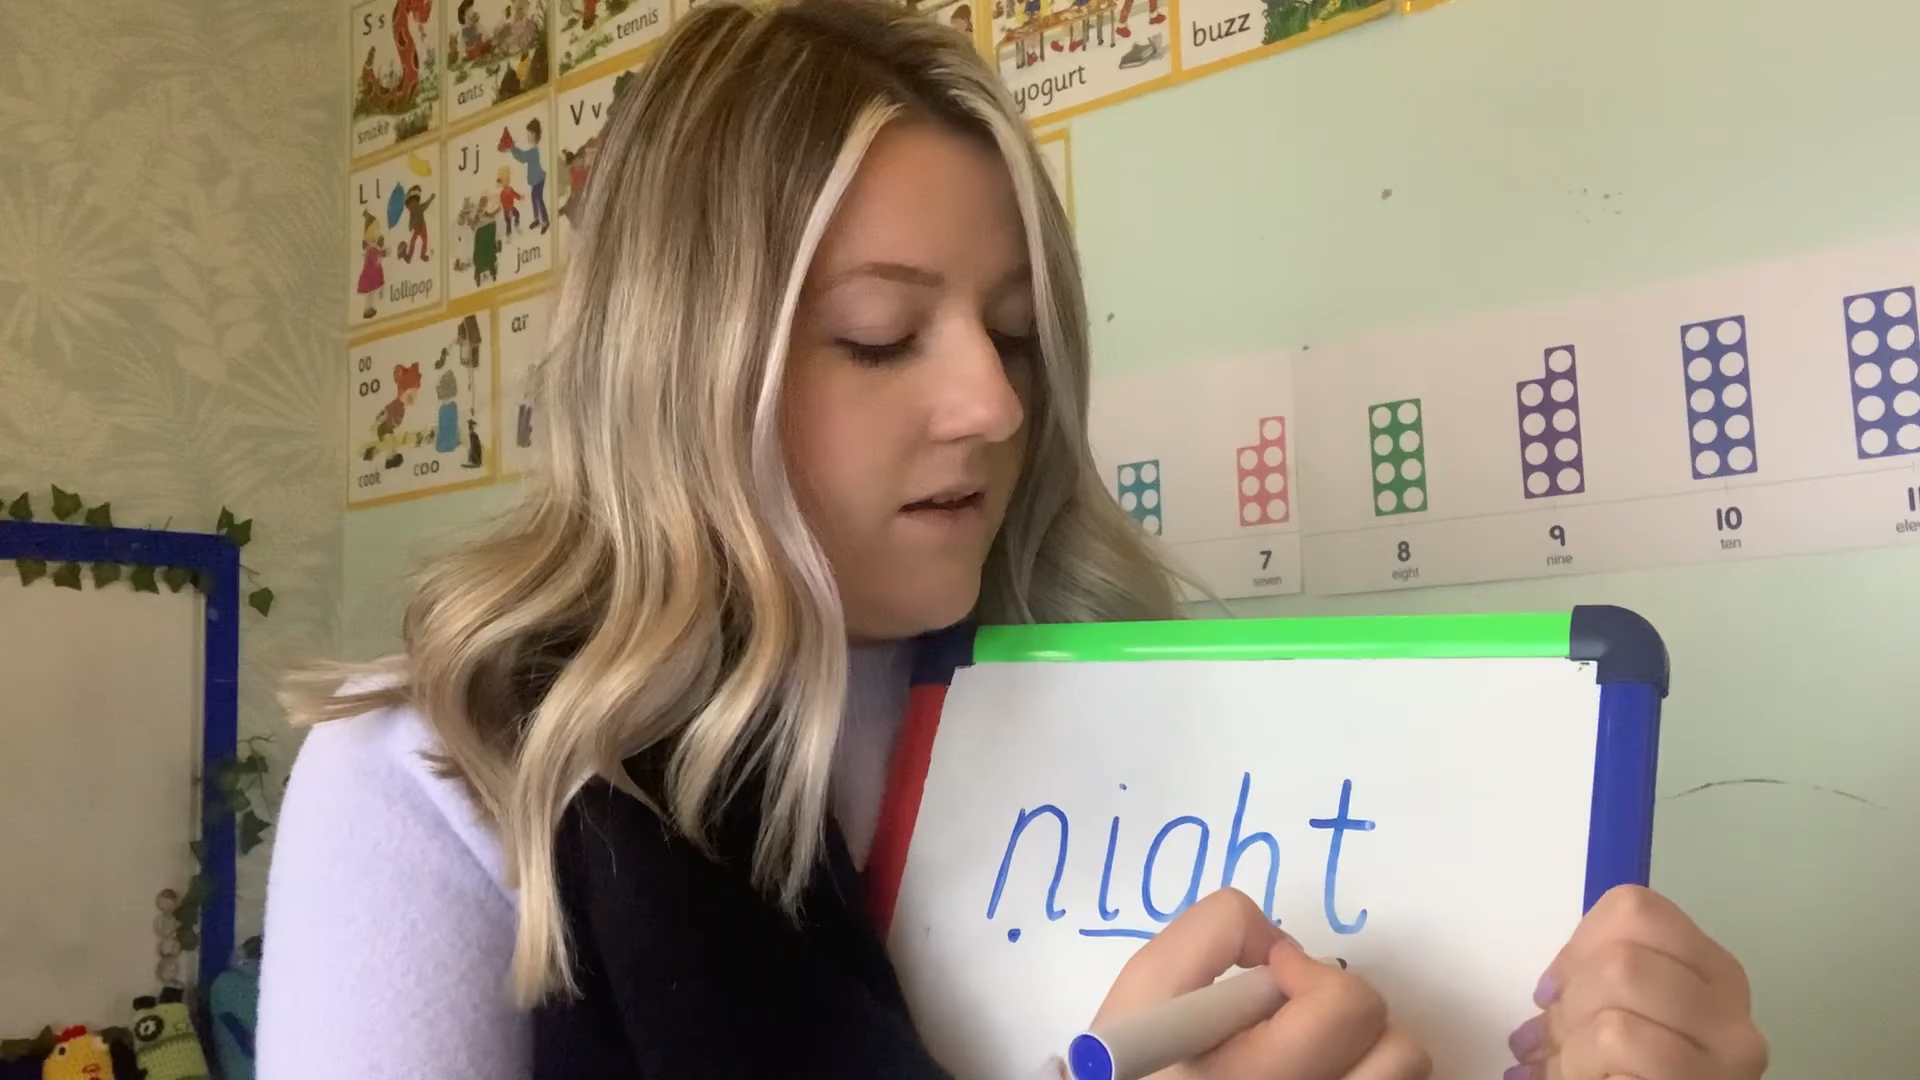 S s
snake
ants
tennis
yogurt
buzz
L l
lollipop
J j
jam
V v
oo
oo
cook
coo
ar
7
seven
8
eight
9
nine
10
ten
night